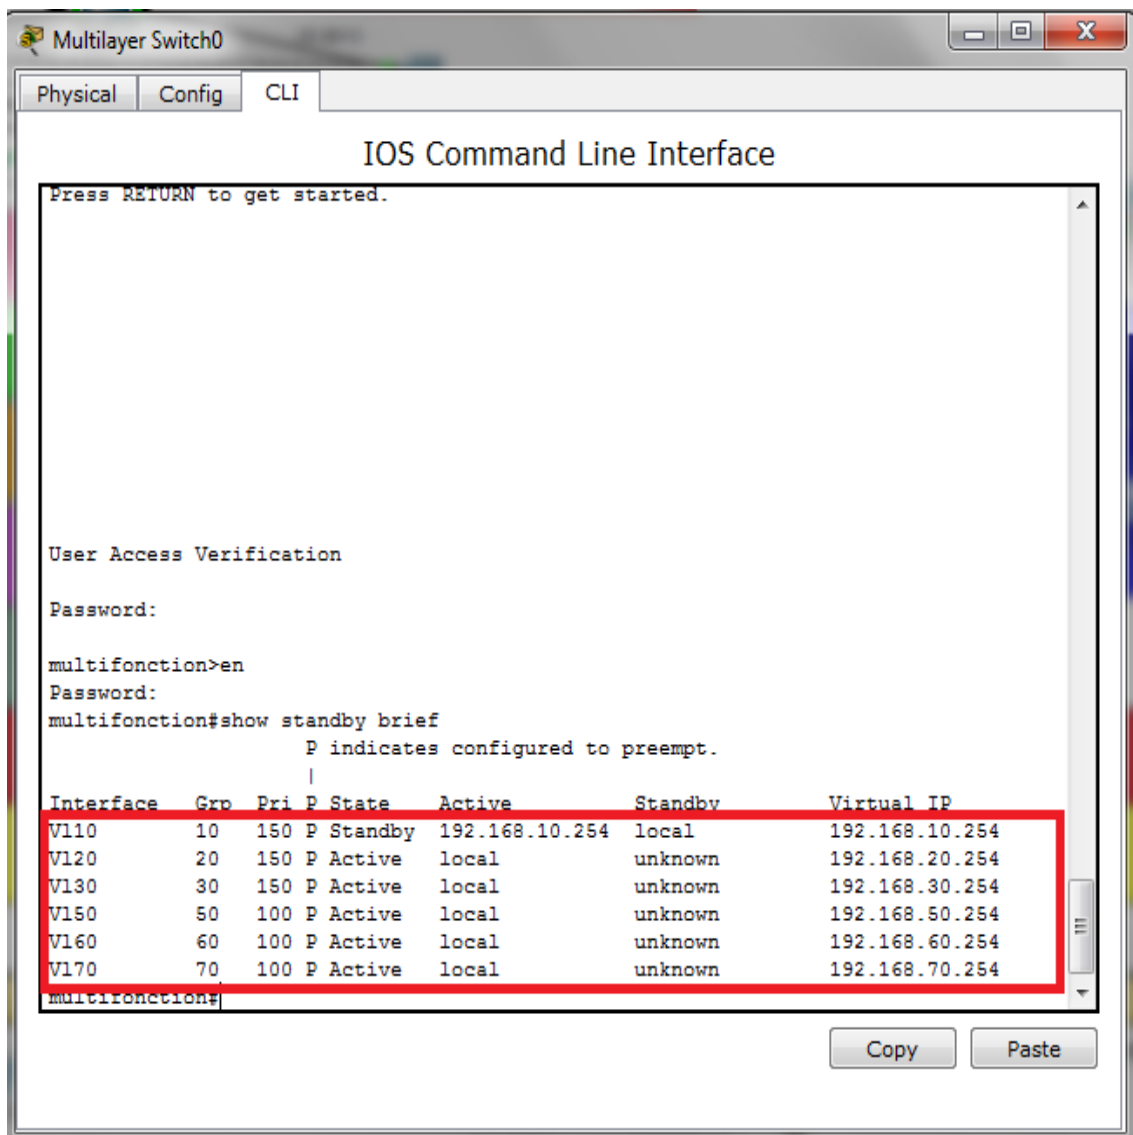 Multilayer Switch0
Physical Config CLI
IOS Command Line Interface
Press RETURN to get started.
User Access Verification
Password:
multifonction>en
Password:
multifonction#show standby brief
P indicates configured to preempt.
|
Interface Grp Pri P State Active Standby Virtual IP
Vl10 10 150 P Standby 192.168.10.254 local 192.168.10.254
Vl20 20 150 P Active local unknown 192.168.20.254
Vl30 30 150 P Active local unknown 192.168.30.254
Vl50 50 100 P Active local unknown 192.168.50.254
Vl60 60 100 P Active local unknown 192.168.60.254
Vl70 70 100 P Active local unknown 192.168.70.254
multifonction#
Copy Paste